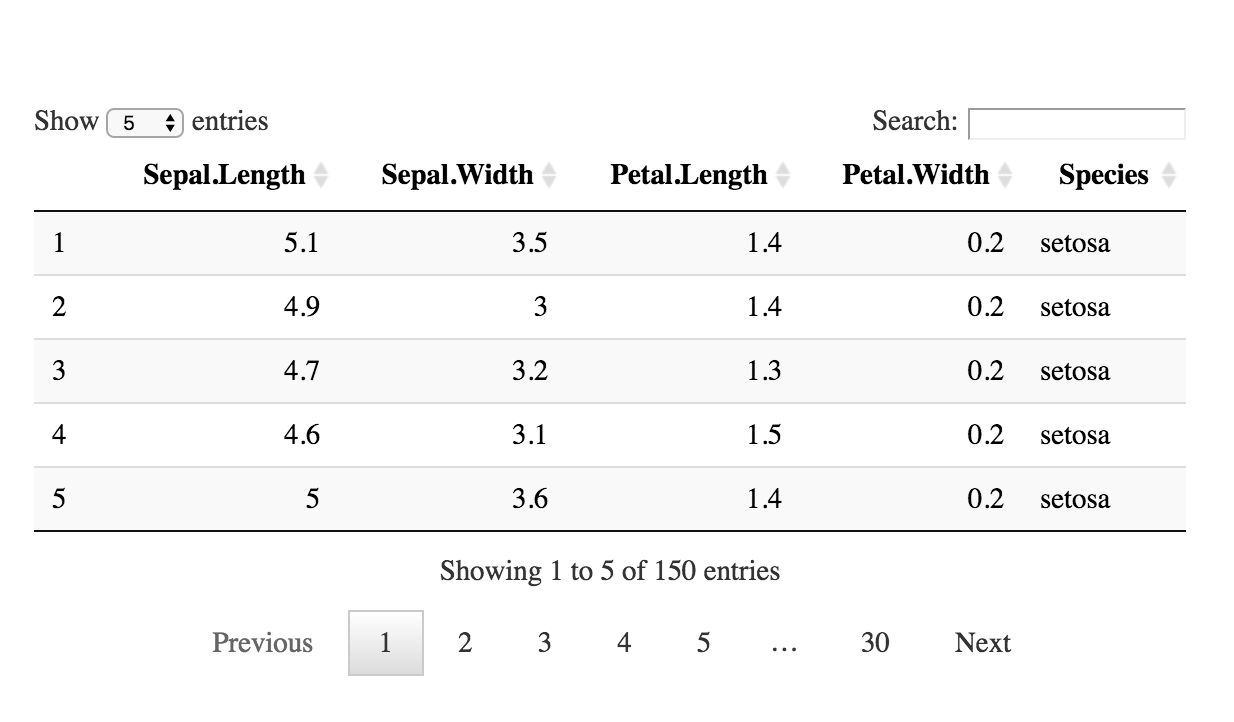 Show 5 entries Search:
Sepal.Length Sepal.Width Petal.Length Petal.Width Species
1 5.1 3.5 1.4 0.2 setosa
2 4.9 3 1.4 0.2 setosa
3 4.7 3.2 1.3 0.2 setosa
4 4.6 3.1 1.5 0.2 setosa
5 5 3.6 1.4 0.2 setosa
Showing 1 to 5 of 150 entries
Previous 1 2 3 4 5 … 30 Next